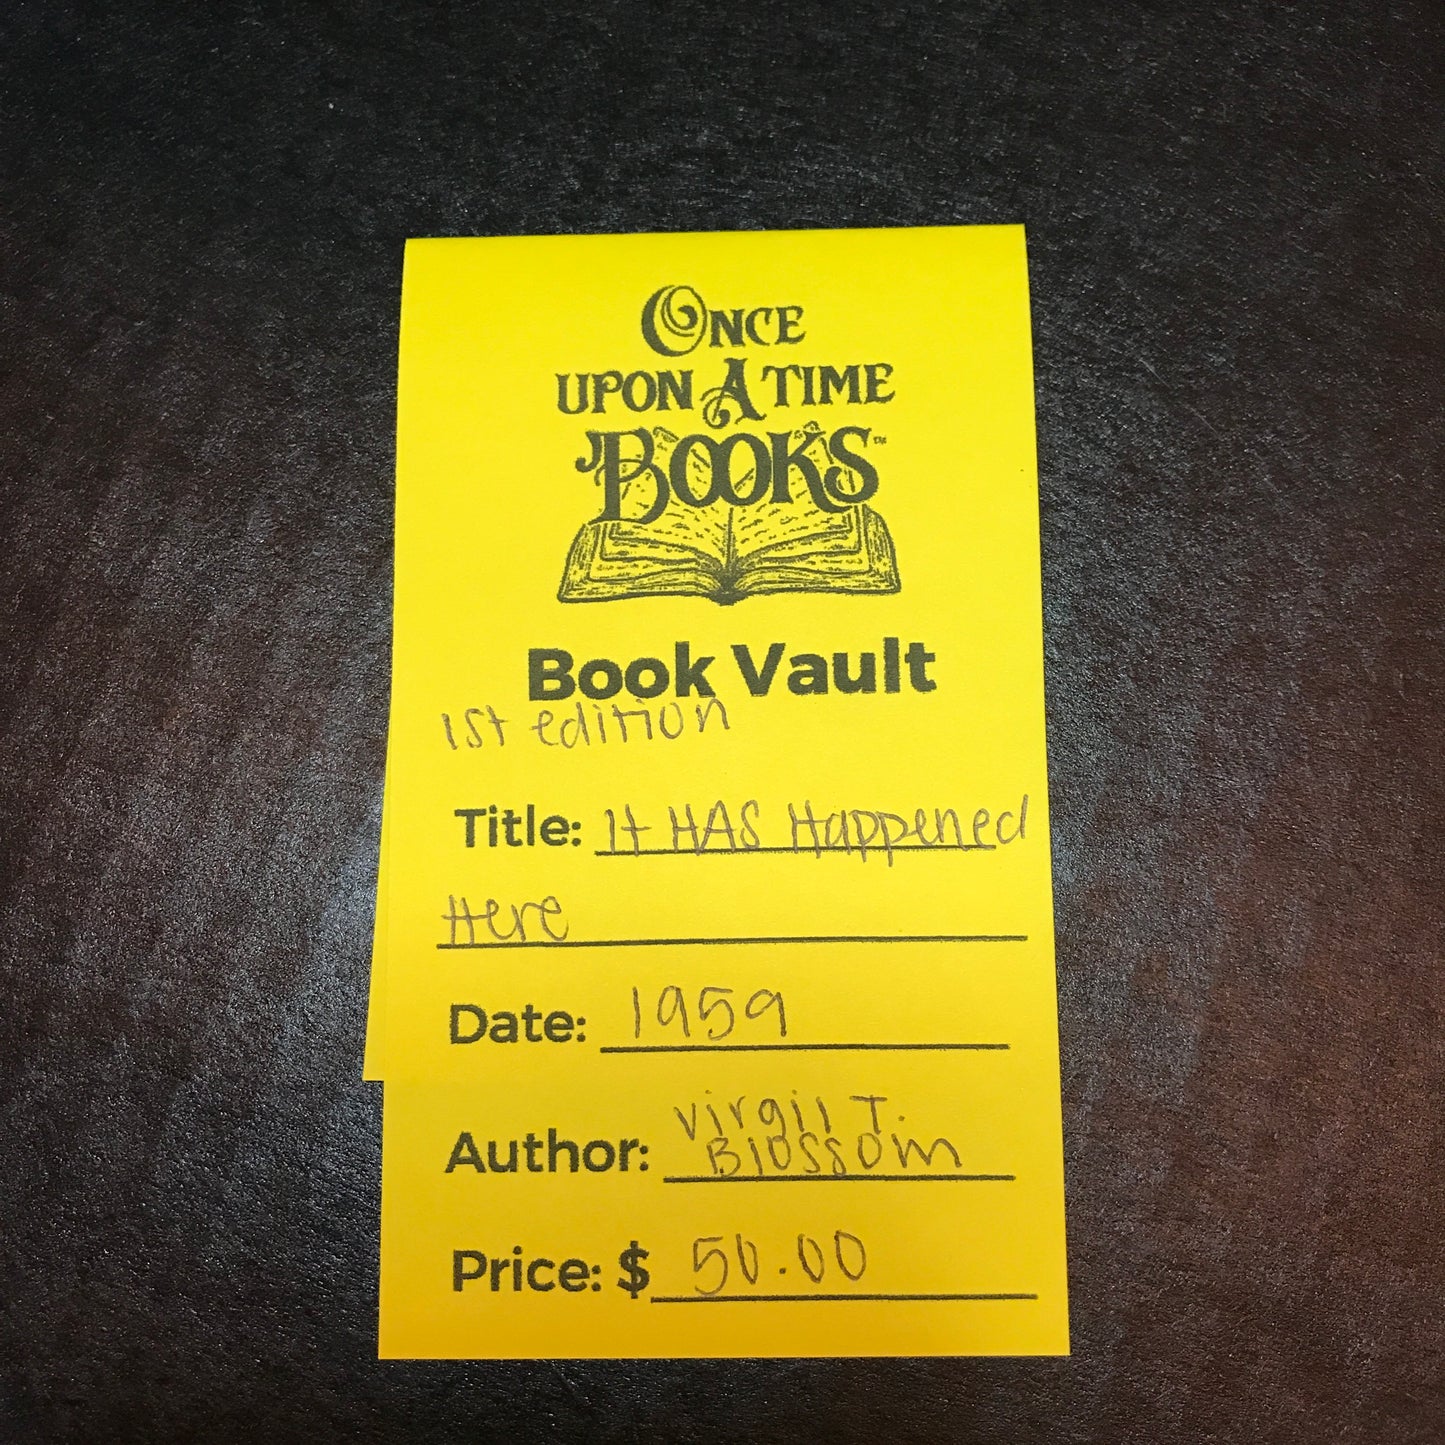 ONCE
UPON A TIME
BOOKS™
Book Vault
1st edition
Title: It HAS Happened
Here
Date: 1959
Author: Virgil T.
Blossom
Price: $ 50.00